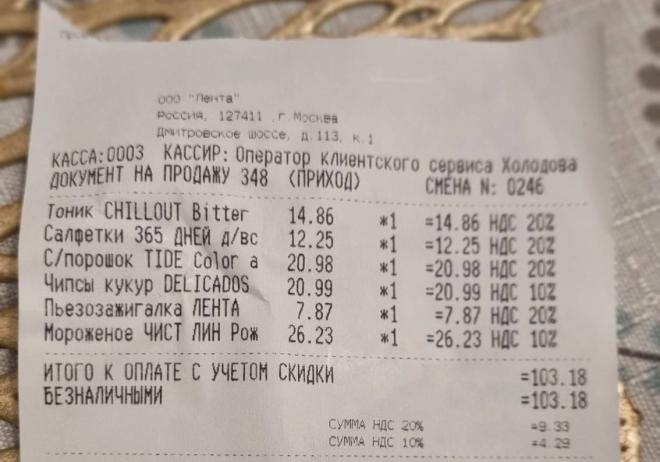 ООО "Лента"
Россия, 127411 ,г.Москва
Дмитровское шоссе, д.113, к.1
КАССА:0003 КАССИР: Оператор клиентского сервиса Холодова
ДОКУМЕНТ НА ПРОДАЖУ 348 (ПРИХОД) СМЕНА N: 0246
Тоник CHILLOUT Bitter 14.86 *1 =14.86 НДС 20%
Салфетки 365 ДНЕЙ д/вс 12.25 *1 =12.25 НДС 20%
С/порошок TIDE Color а 20.98 *1 =20.98 НДС 20%
Чипсы кукур DELICADOS 20.99 *1 =20.99 НДС 10%
Пьезозажигалка ЛЕНТА 7.87 *1 =7.87 НДС 20%
Мороженое ЧИСТ ЛИН Рож 26.23 *1 =26.23 НДС 10%
ИТОГО К ОПЛАТЕ С УЧЕТОМ СКИДКИ =103.18
БЕЗНАЛИЧНЫМИ =103.18
СУММА НДС 20% =9.33
СУММА НДС 10% =4.29